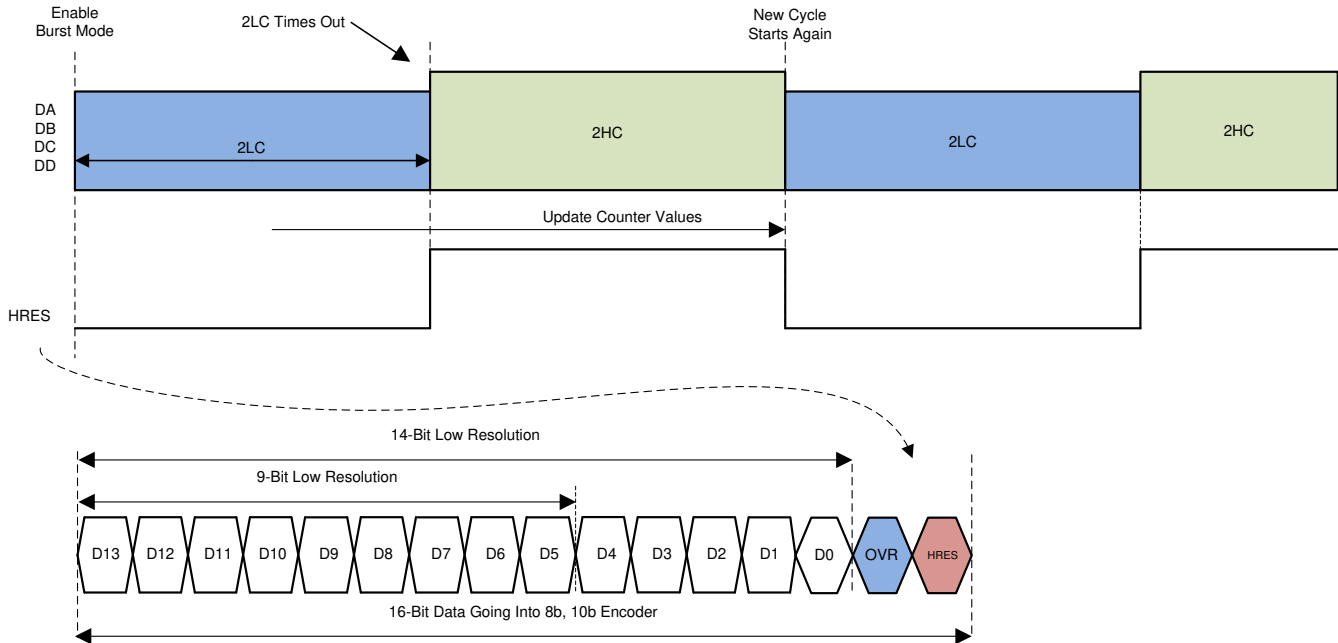 Enable
Burst Mode
2LC Times Out
New Cycle
Starts Again
DA
DB
DC
DD
2LC
2HC
2LC
2HC
Update Counter Values
HRES
14-Bit Low Resolution
9-Bit Low Resolution
D13 D12 D11 D10 D9 D8 D7 D6 D5 D4 D3 D2 D1 D0 OVR HRES
16-Bit Data Going Into 8b, 10b Encoder